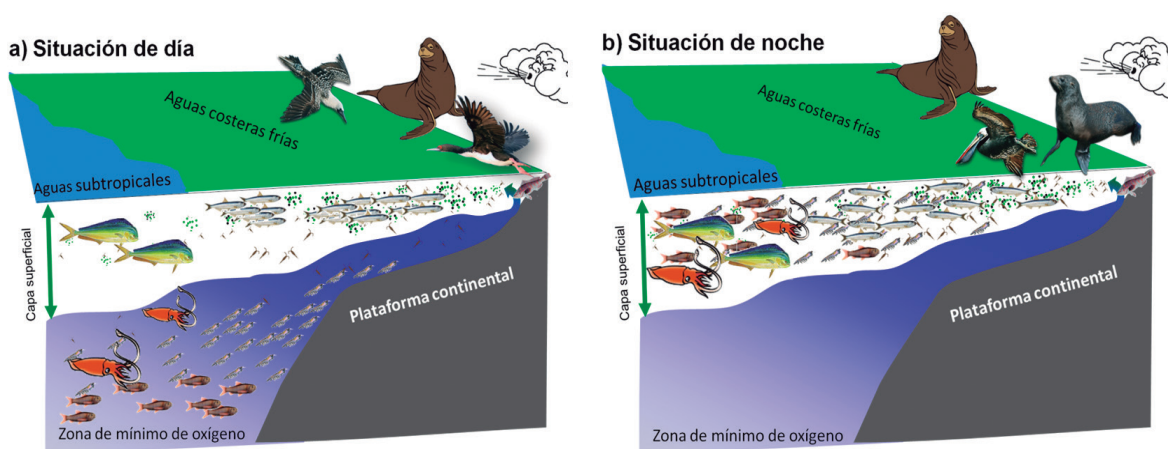 a) Situación de día
Aguas costeras frías
Aguas subtropicales
Capa superficial
Plataforma continental
Zona de mínimo de oxígeno
b) Situación de noche
Aguas costeras frías
Aguas subtropicales
Capa superficial
Plataforma continental
Zona de mínimo de oxígeno